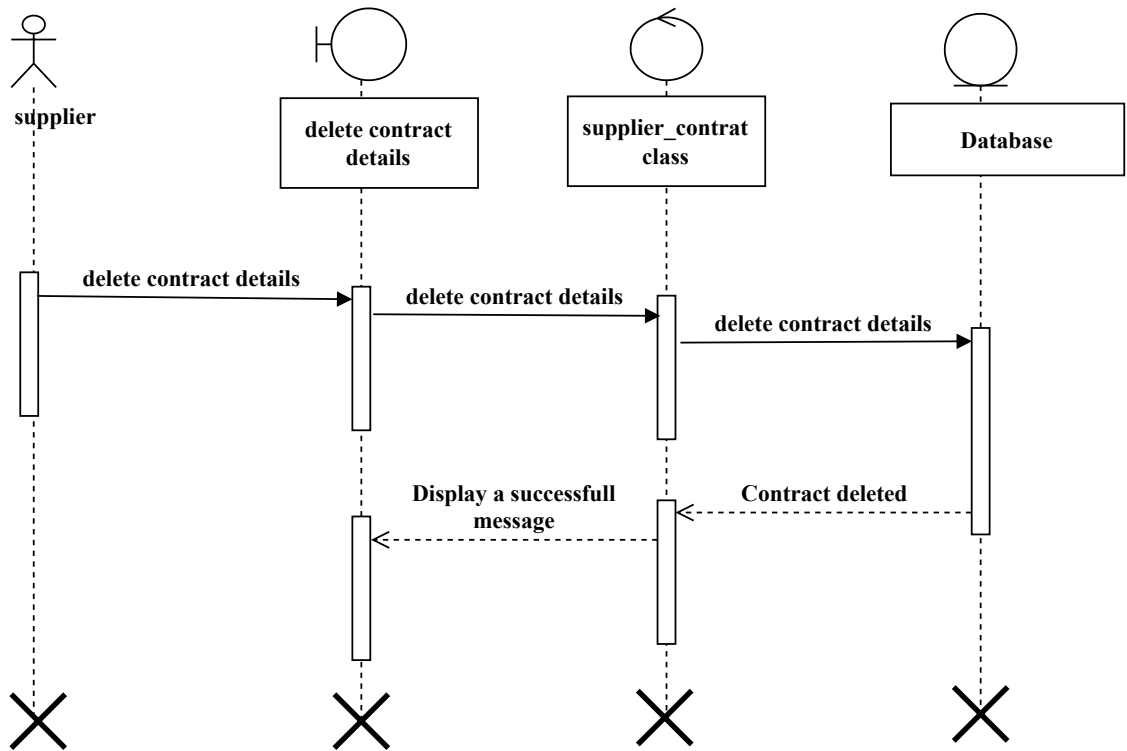 supplier
delete contract
details
supplier_contrat
class
Database
delete contract details
delete contract details
delete contract details
Display a successfull
message
Contract deleted